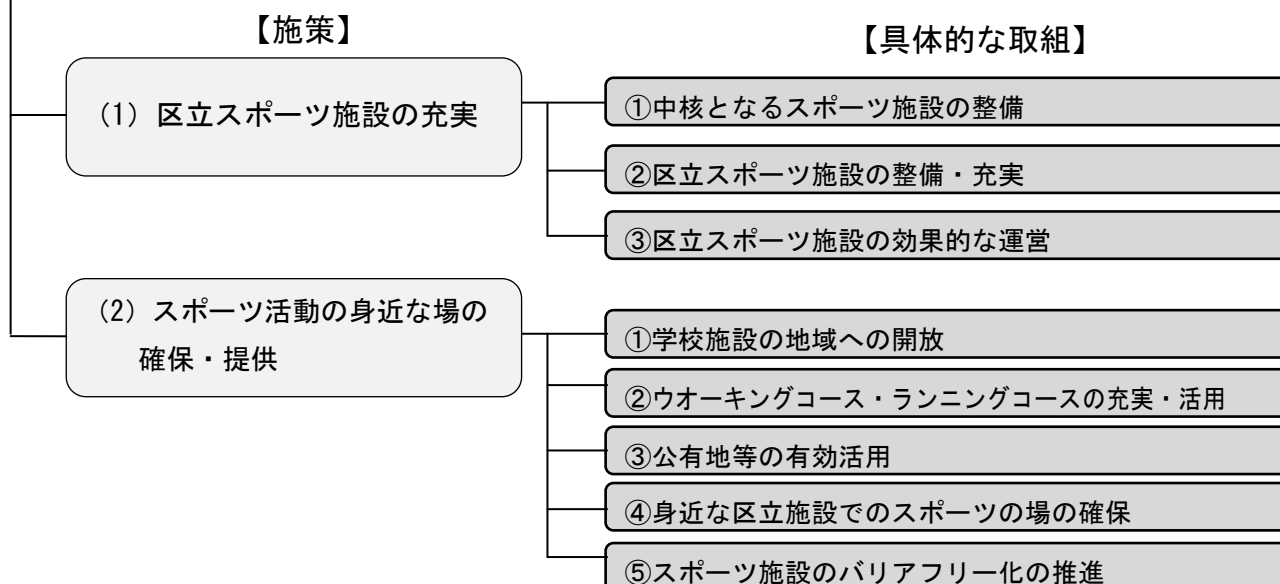 【施策】
【具体的な取組】
(1) 区立スポーツ施設の充実
①中核となるスポーツ施設の整備
②区立スポーツ施設の整備・充実
③区立スポーツ施設の効果的な運営
(2) スポーツ活動の身近な場の
確保・提供
①学校施設の地域への開放
②ウオーキングコース・ランニングコースの充実・活用
③公有地等の有効活用
④身近な区立施設でのスポーツの場の確保
⑤スポーツ施設のバリアフリー化の推進